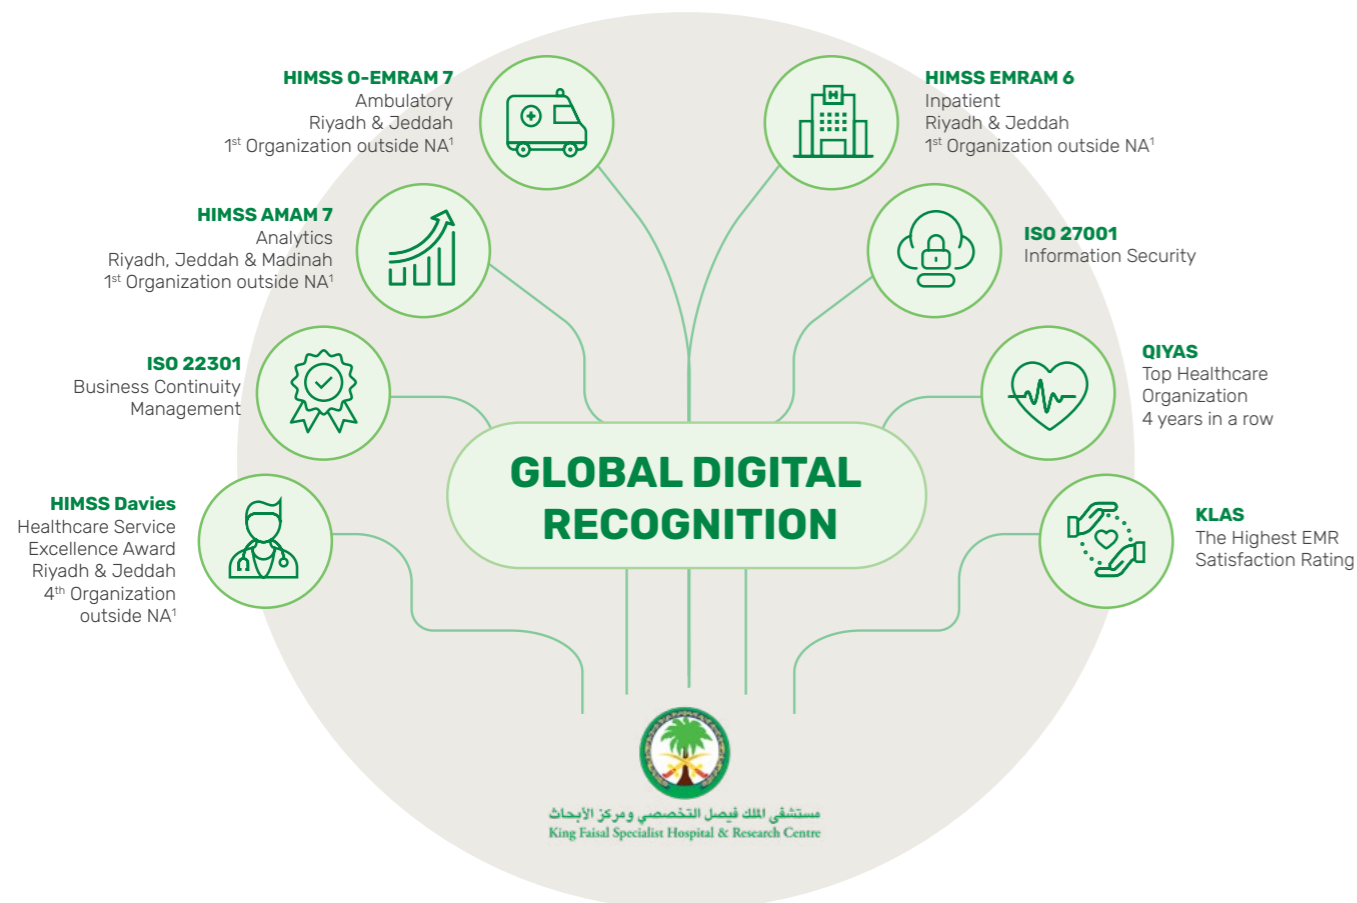 HIMSS O-EMRAM 7
Ambulatory
Riyadh & Jeddah
1st Organization outside NA1
HIMSS EMRAM 6
Inpatient
Riyadh & Jeddah
1st Organization outside NA1
HIMSS AMAM 7
Analytics
Riyadh, Jeddah & Madinah
1st Organization outside NA1
ISO 27001
Information Security
ISO 22301
Business Continuity
Management
QIYAS
Top Healthcare
Organization
4 years in a row
HIMSS Davies
Healthcare Service
Excellence Award
Riyadh & Jeddah
4th Organization
outside NA1
KLAS
The Highest EMR
Satisfaction Rating
GLOBAL DIGITAL
RECOGNITION
H
مستشفى الملك فيصل التخصصي ومركز الأبحاث
King Faisal Specialist Hospital & Research Centre